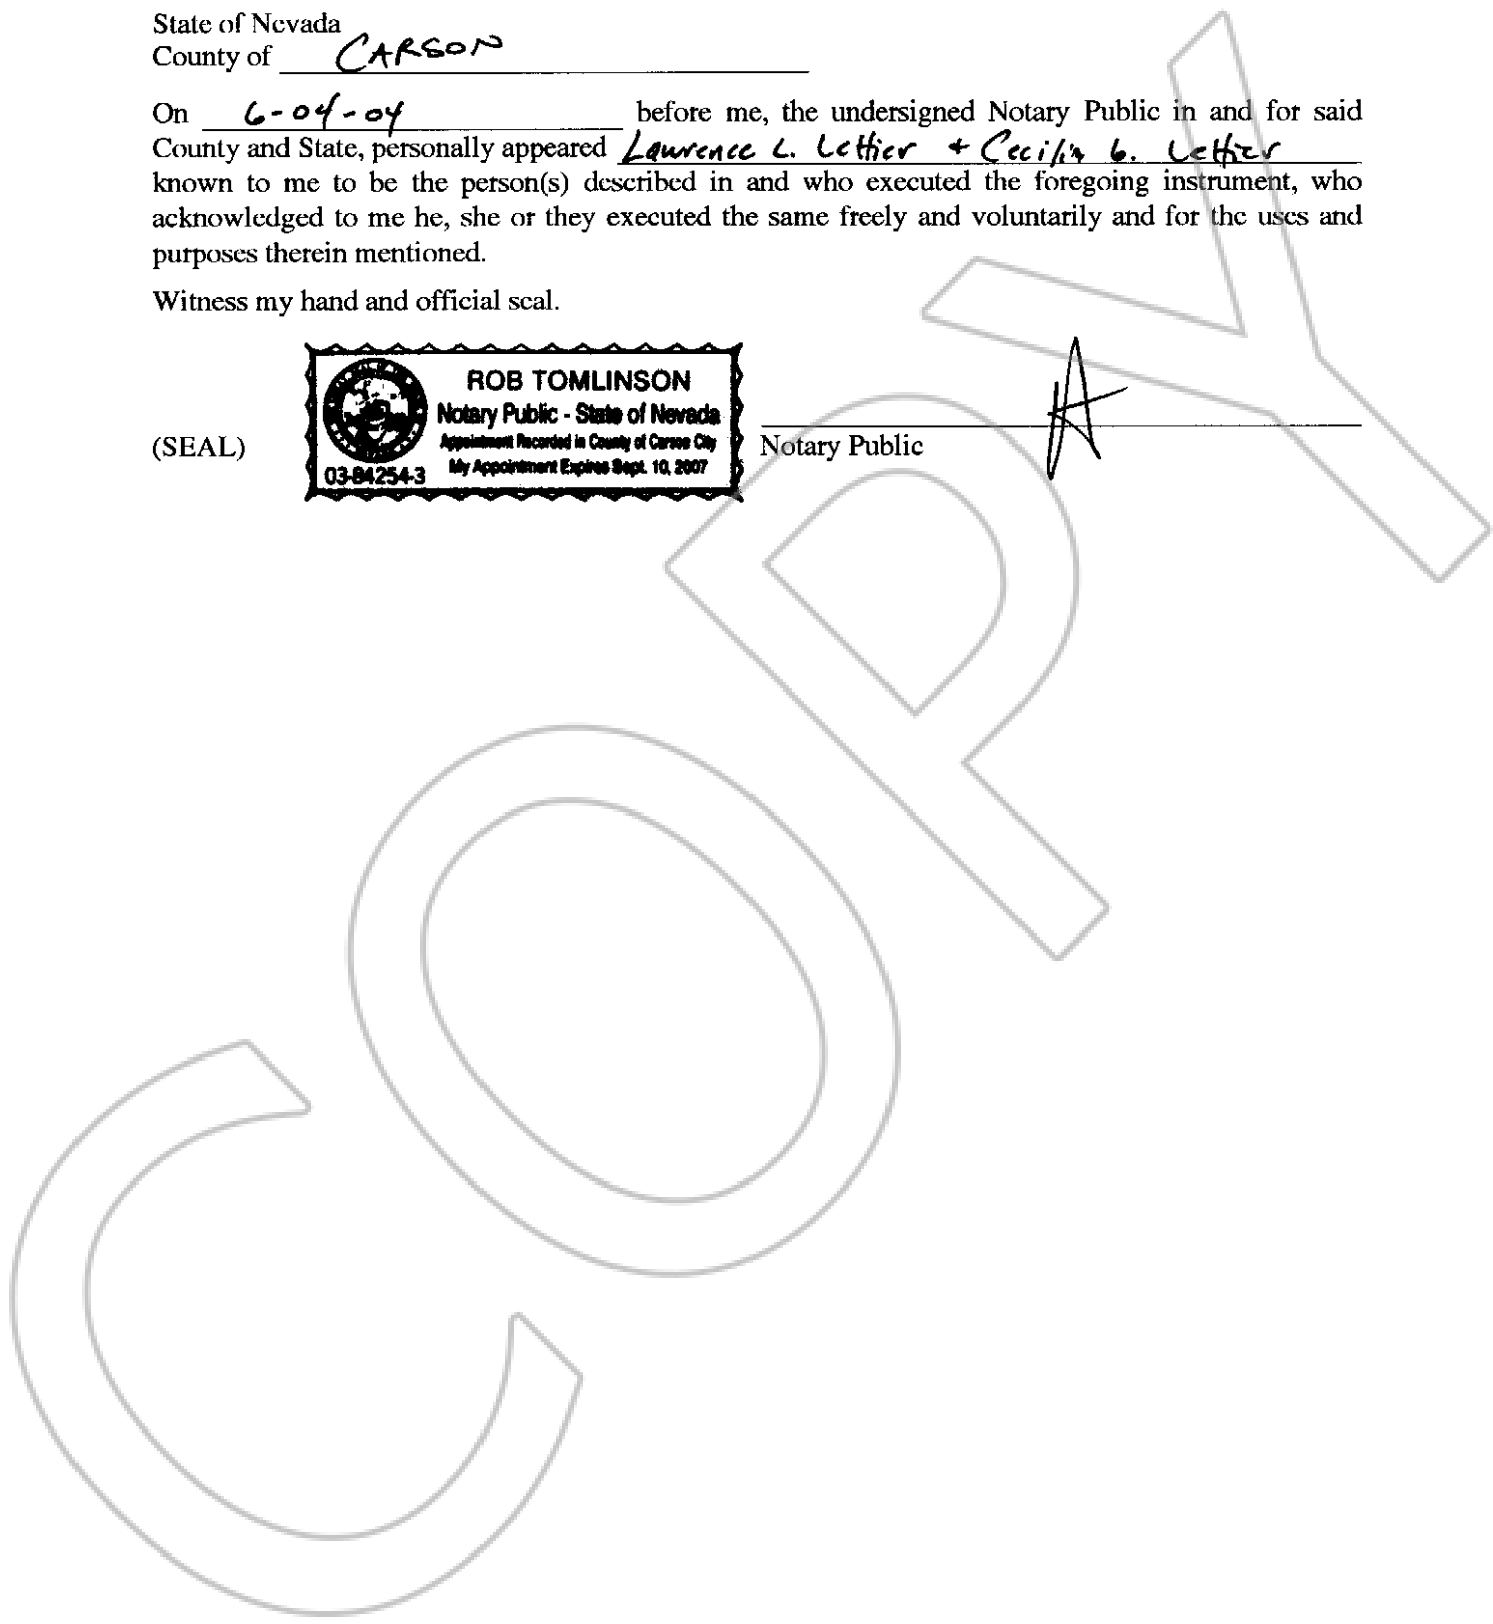 State of Nevada
County of CARSON
On 6-04-04 before me, the undersigned Notary Public in and for said
County and State, personally appeared Lawrence L. Lettier + Cecilia G. Lettier
known to me to be the person(s) described in and who executed the foregoing instrument, who
acknowledged to me he, she or they executed the same freely and voluntarily and for the uses and
purposes therein mentioned.
Witness my hand and official seal.
(SEAL)
ROB TOMLINSON
Notary Public - State of Nevada
Appointment Recorded in County of Carson City
03-84254-3 My Appointment Expires Sept. 10, 2007
Notary Public
COPY